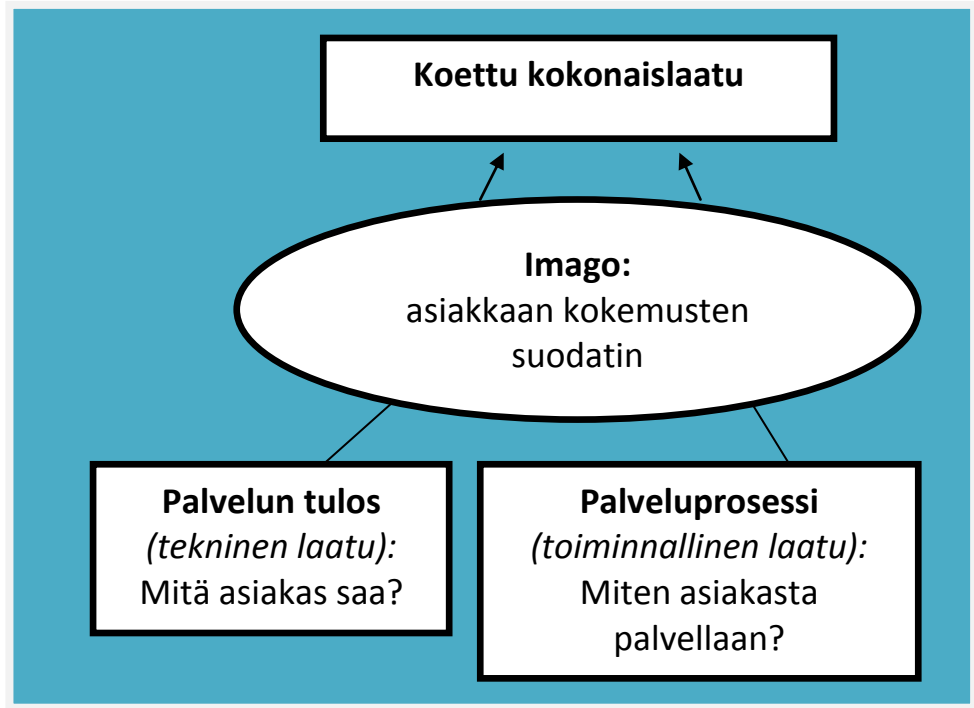 Koettu kokonaislaatu
Imago:
asiakkaan kokemusten
suodatin
Palvelun tulos
(tekninen laatu):
Mitä asiakas saa?
Palveluprosessi
(toiminnallinen laatu):
Miten asiakasta
palvellaan?